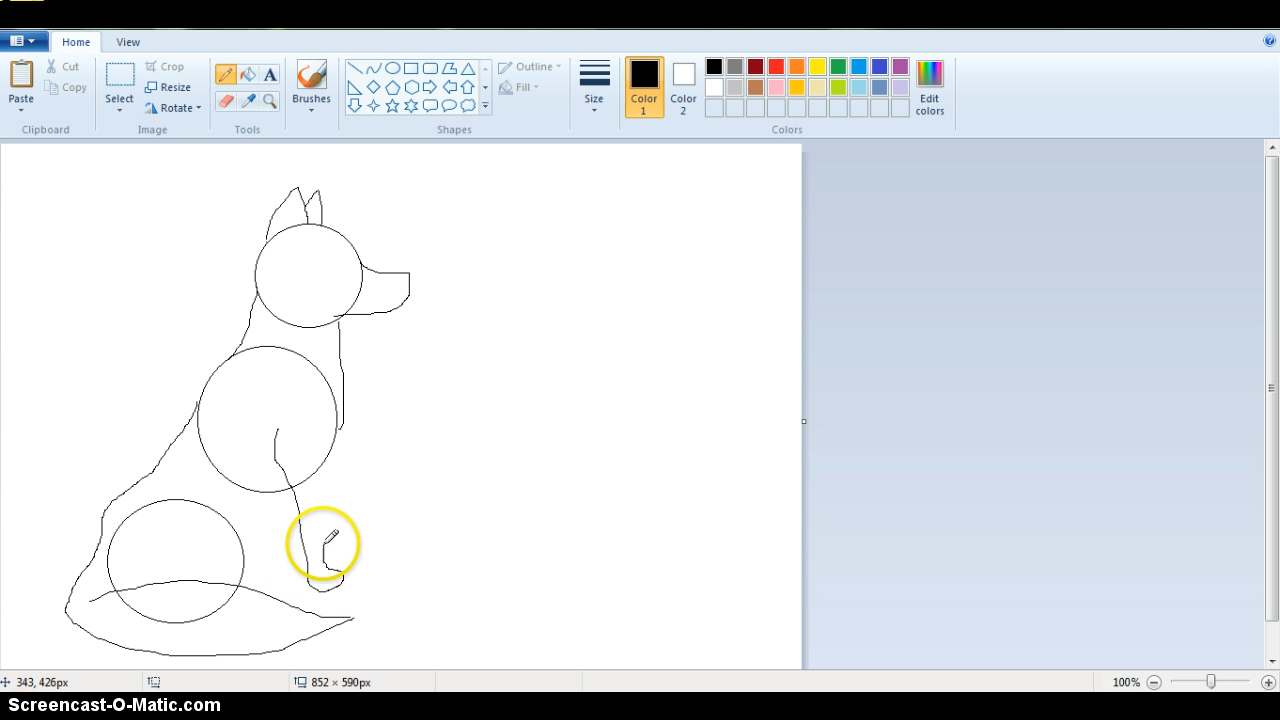 Home View
Cut
Copy
Paste
Clipboard
Select
Crop
Resize
Rotate
Image
A
Tools
Brushes
Outline
Fill
Shapes
Size
Color 1
Color 2
Edit colors
Colors
343, 426px
852 × 590px
100%
Screencast-O-Matic.com